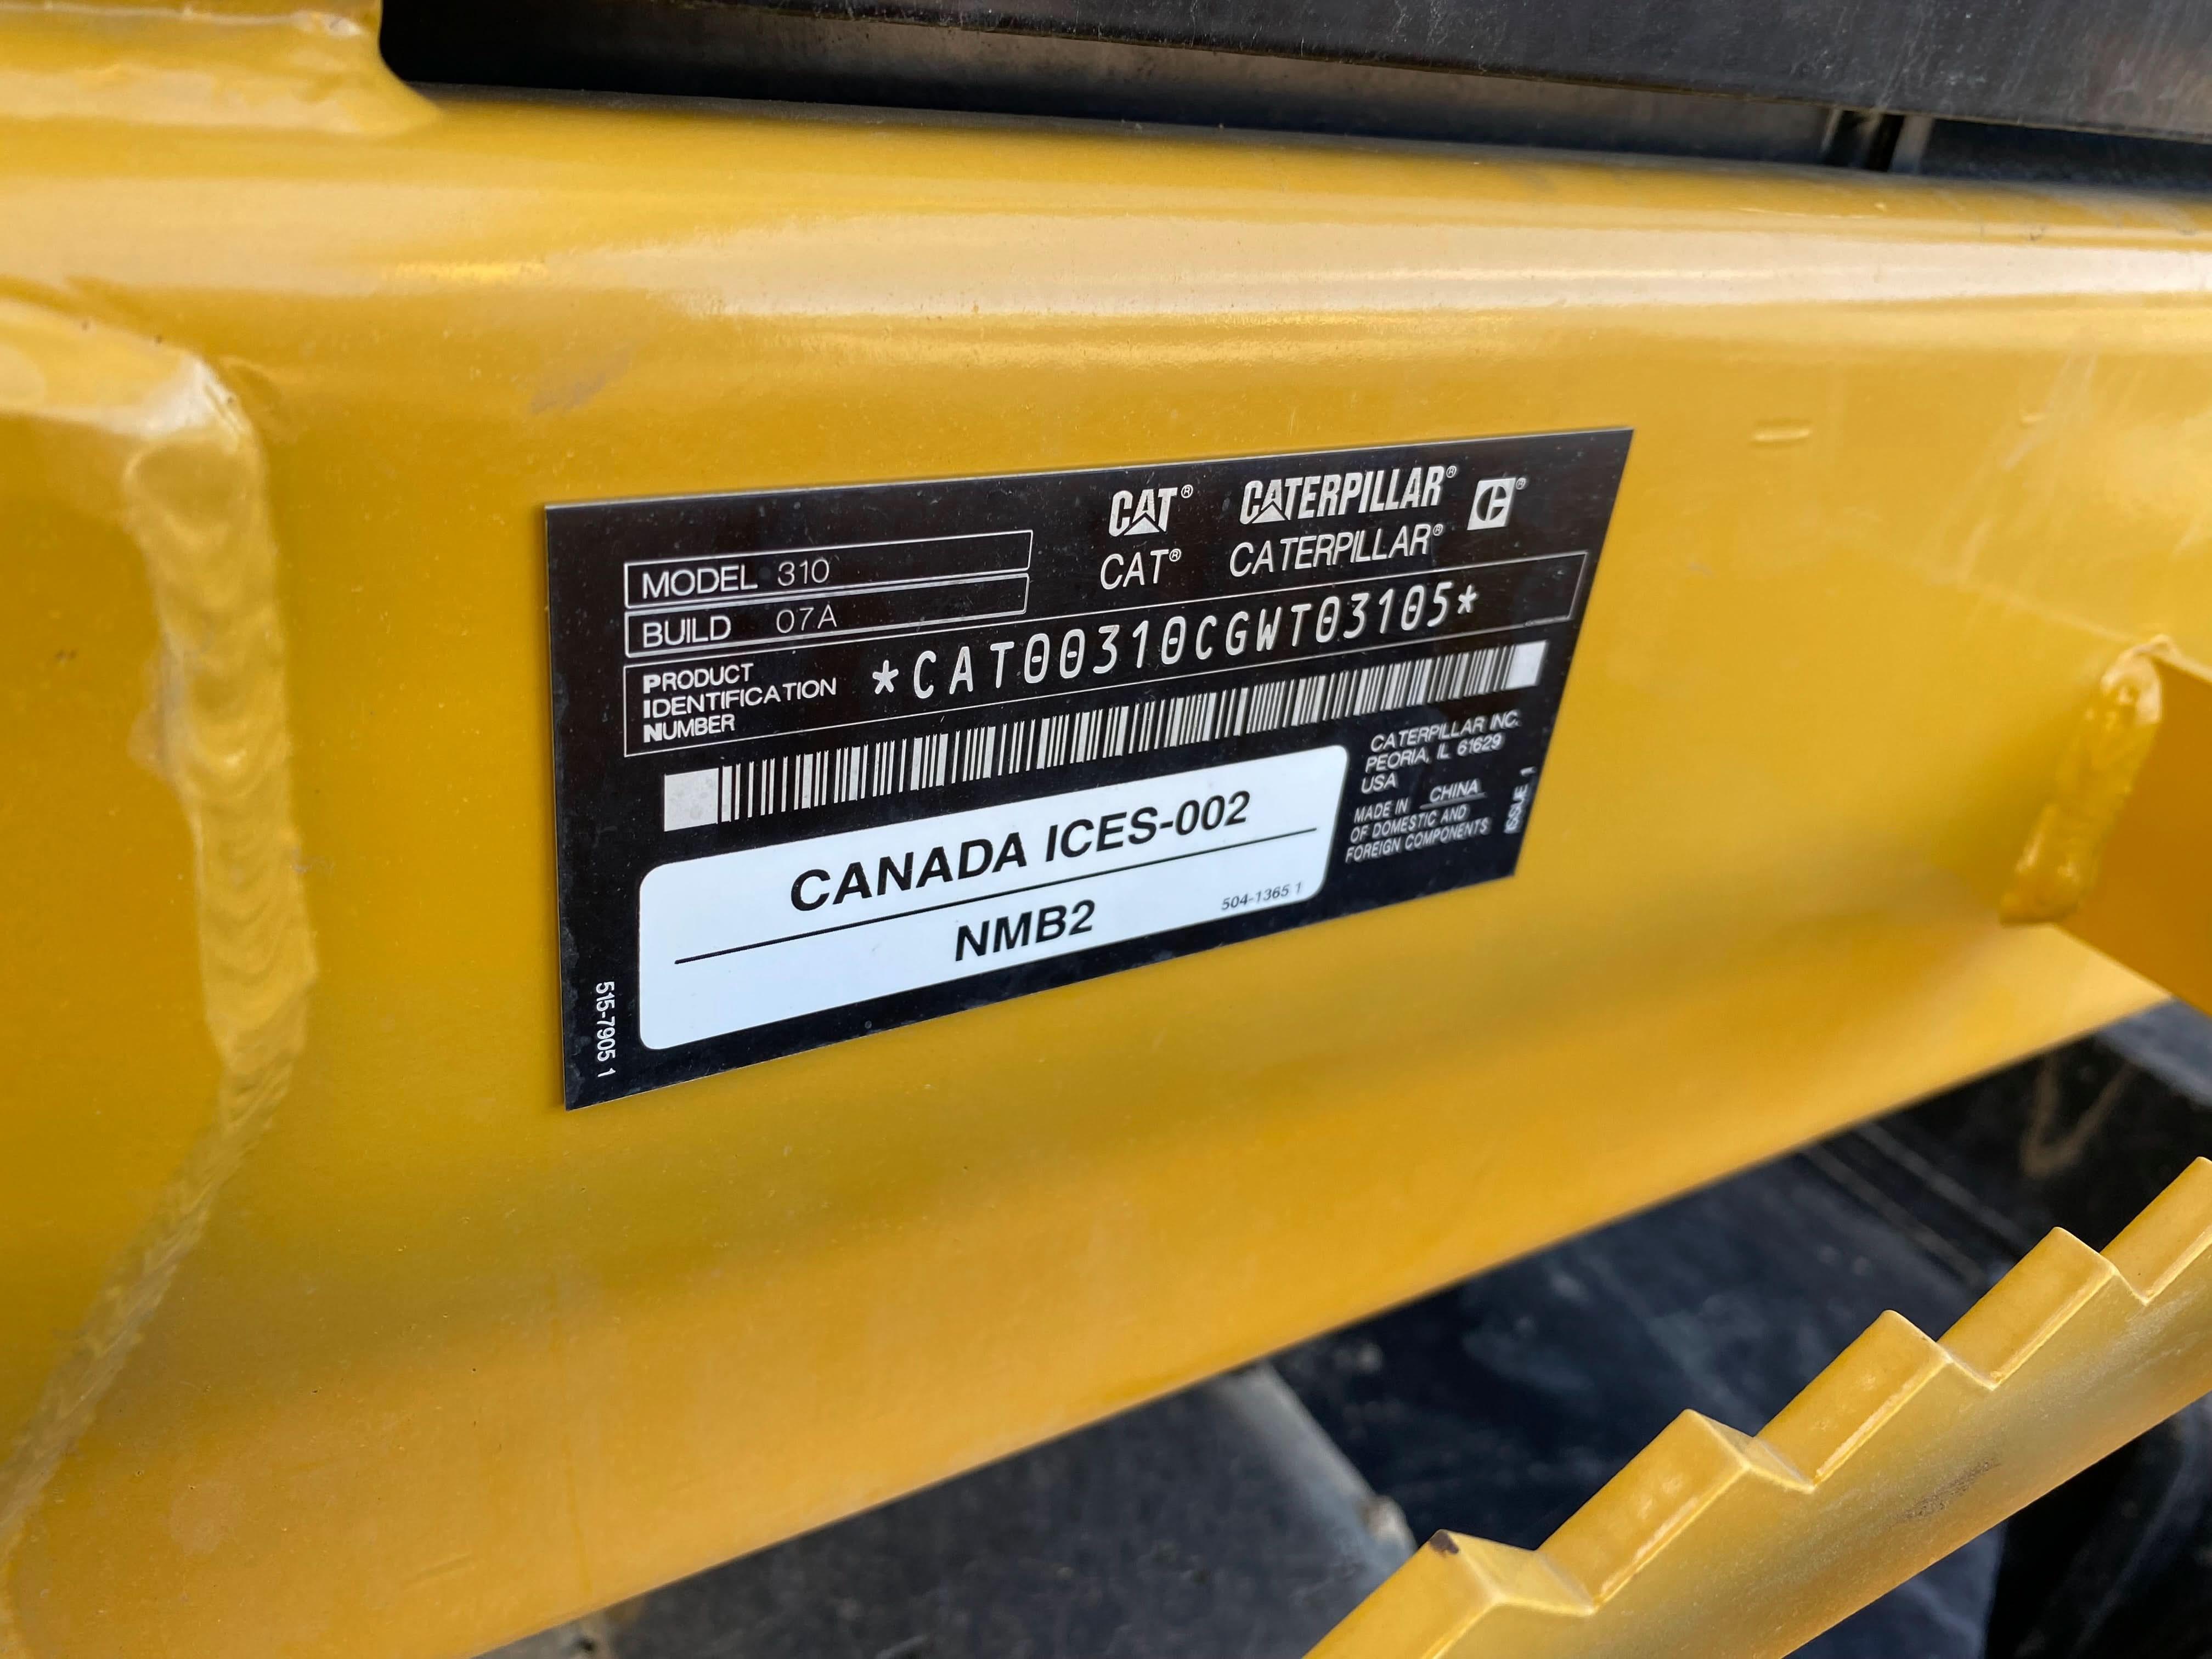 CAT® CATERPILLAR® C®
CAT® CATERPILLAR®
MODEL 310
BUILD 07A
PRODUCT
IDENTIFICATION
NUMBER
*CAT00310CGWT03105*
CATERPILLAR INC.
PEORIA, IL 61629
USA
MADE IN CHINA
OF DOMESTIC AND
FOREIGN COMPONENTS
ISSUE 1
CANADA ICES-002
NMB2
504-1365 1
515-7905 1